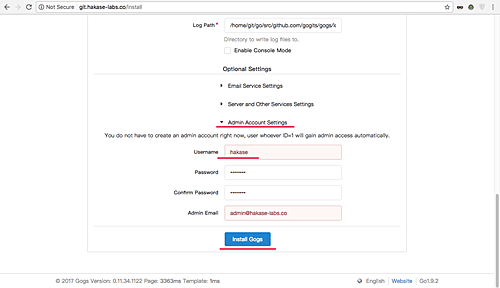 git.hakase-labs.co/install
Log Path *
/home/git/go/src/github.com/gogits/gogs/l
Directory to write log files to.
Enable Console Mode
Optional Settings
Email Service Settings
Server and Other Services Settings
Admin Account Settings
You do not have to create an admin account right now, user whoever ID=1 will gain admin access automatically.
Username
hakase
Password
•••••••
Confirm Password
•••••••
Admin Email
admin@hakase-labs.co
Install Gogs
© 2017 Gogs Version: 0.11.34.1122 Page: 3363ms Template: 1ms
English
Website
Go1.9.2